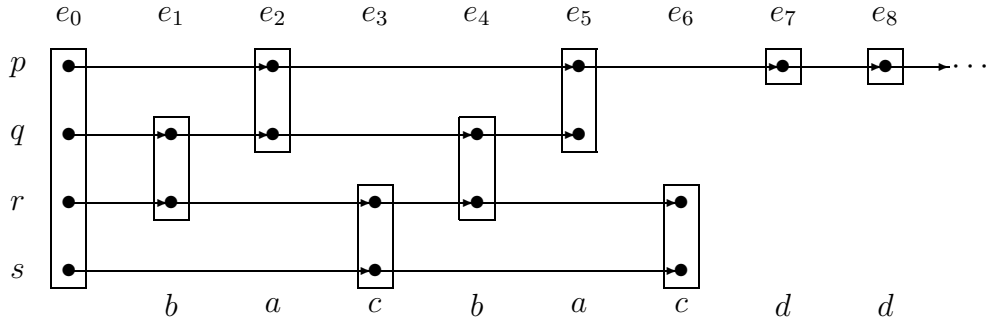 e₀ e₁ e₂ e₃ e₄ e₅ e₆ e₇ e₈
p ⋯
q
r
s
b a c b a c d d